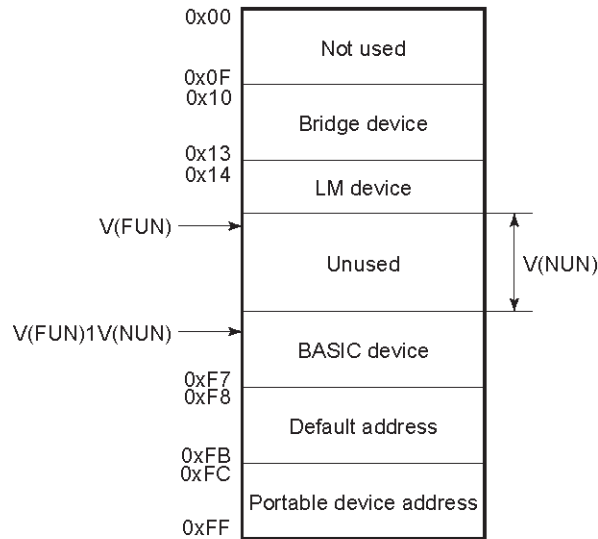 0x00
Not used
0x0F
0x10
Bridge device
0x13
0x14
LM device
V(FUN)
Unused
V(NUN)
V(FUN)1V(NUN)
BASIC device
0xF7
0xF8
Default address
0xFB
0xFC
Portable device address
0xFF